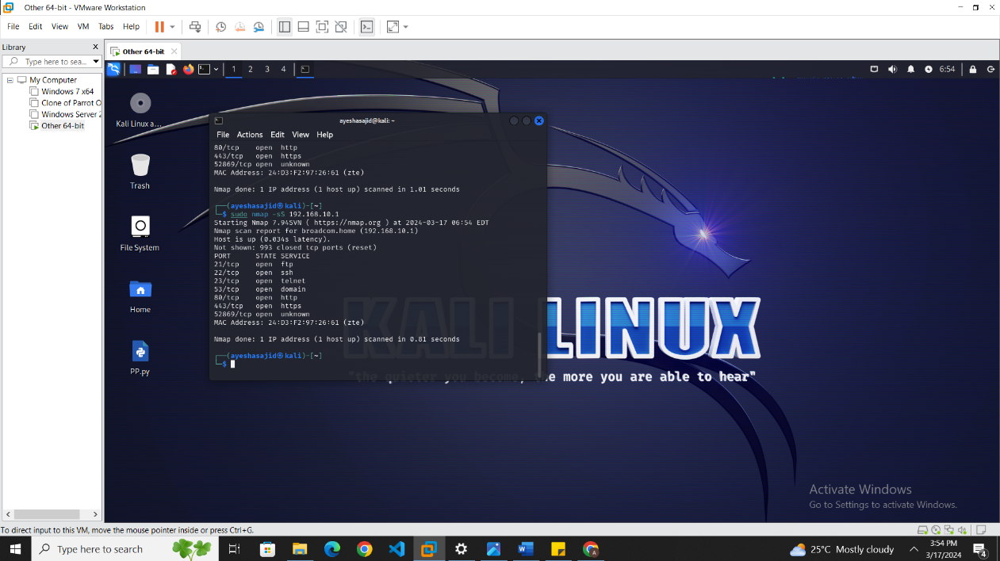 Other 64-bit - VMware Workstation
File Edit View VM Tabs Help
Library
Type here to sea...
My Computer
Windows 7 x64
Clone of Parrot O
Windows Server 2
Other 64-bit
Other 64-bit
1 2 3 4
6:54
Kali Linux a...
Trash
File System
Home
PP.py
ayeshasajid@kali: ~
File Actions Edit View Help
80/tcp open http
443/tcp open https
52869/tcp open unknown
MAC Address: 24:D3:F2:97:26:61 (zte)
Nmap done: 1 IP address (1 host up) scanned in 1.01 seconds
┌──(ayeshasajid㉿kali)-[~]
└─$ sudo nmap -sS 192.168.10.1
Starting Nmap 7.94SVN ( https://nmap.org ) at 2024-03-17 06:54 EDT
Nmap scan report for broadcom.home (192.168.10.1)
Host is up (0.034s latency).
Not shown: 993 closed tcp ports (reset)
PORT STATE SERVICE
21/tcp open ftp
22/tcp open ssh
23/tcp open telnet
53/tcp open domain
80/tcp open http
443/tcp open https
52869/tcp open unknown
MAC Address: 24:D3:F2:97:26:61 (zte)
Nmap done: 1 IP address (1 host up) scanned in 0.81 seconds
┌──(ayeshasajid㉿kali)-[~]
└─$
KALI LINUX
"the quieter you become, the more you are able to hear"
Activate Windows
Go to Settings to activate Windows.
To direct input to this VM, move the mouse pointer inside or press Ctrl+G.
Type here to search
25°C Mostly cloudy
3:54 PM
3/17/2024
4